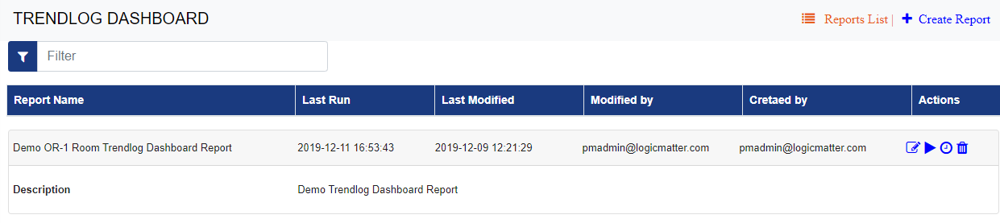 TRENDLOG DASHBOARD
Reports List | Create Report
Filter
Report Name Last Run Last Modified Modified by Cretaed by Actions
Demo OR-1 Room Trendlog Dashboard Report 2019-12-11 16:53:43 2019-12-09 12:21:29 pmadmin@logicmatter.com pmadmin@logicmatter.com
Description Demo Trendlog Dashboard Report